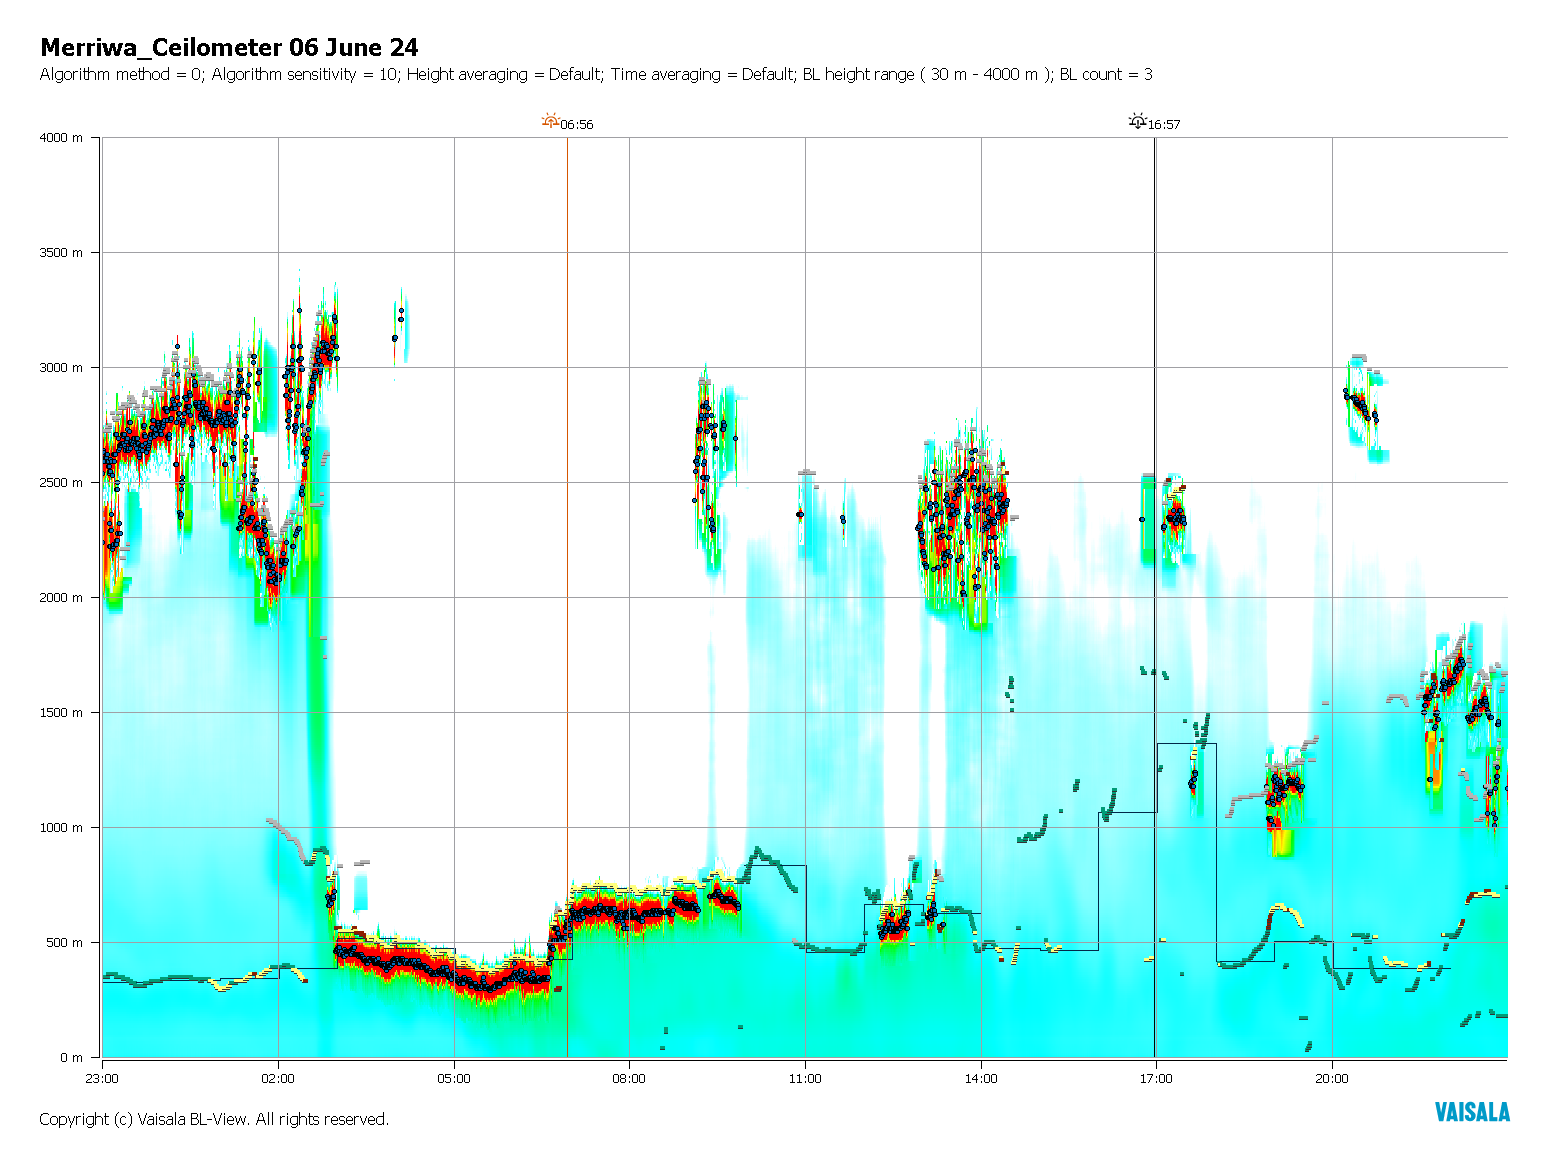 Merriwa_Ceilometer 06 June 24
Algorithm method = 0; Algorithm sensitivity = 10; Height averaging = Default; Time averaging = Default; BL height range ( 30 m - 4000 m ); BL count = 3
06:56
16:57
4000 m
3500 m
3000 m
2500 m
2000 m
1500 m
1000 m
500 m
0 m
23:00 02:00 05:00 08:00 11:00 14:00 17:00 20:00
Copyright (c) Vaisala BL-View. All rights reserved.
VAISALA